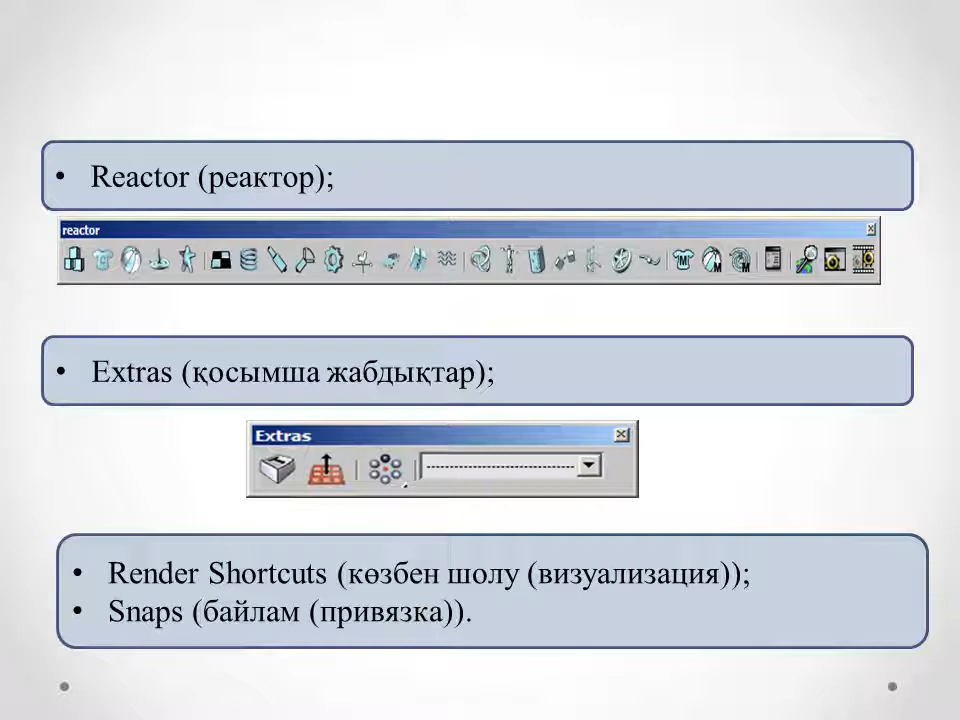 • Reactor (реактор);
reactor
• Extras (қосымша жабдықтар);
Extras
• Render Shortcuts (көзбен шолу (визуализация));
• Snaps (байлам (привязка)).